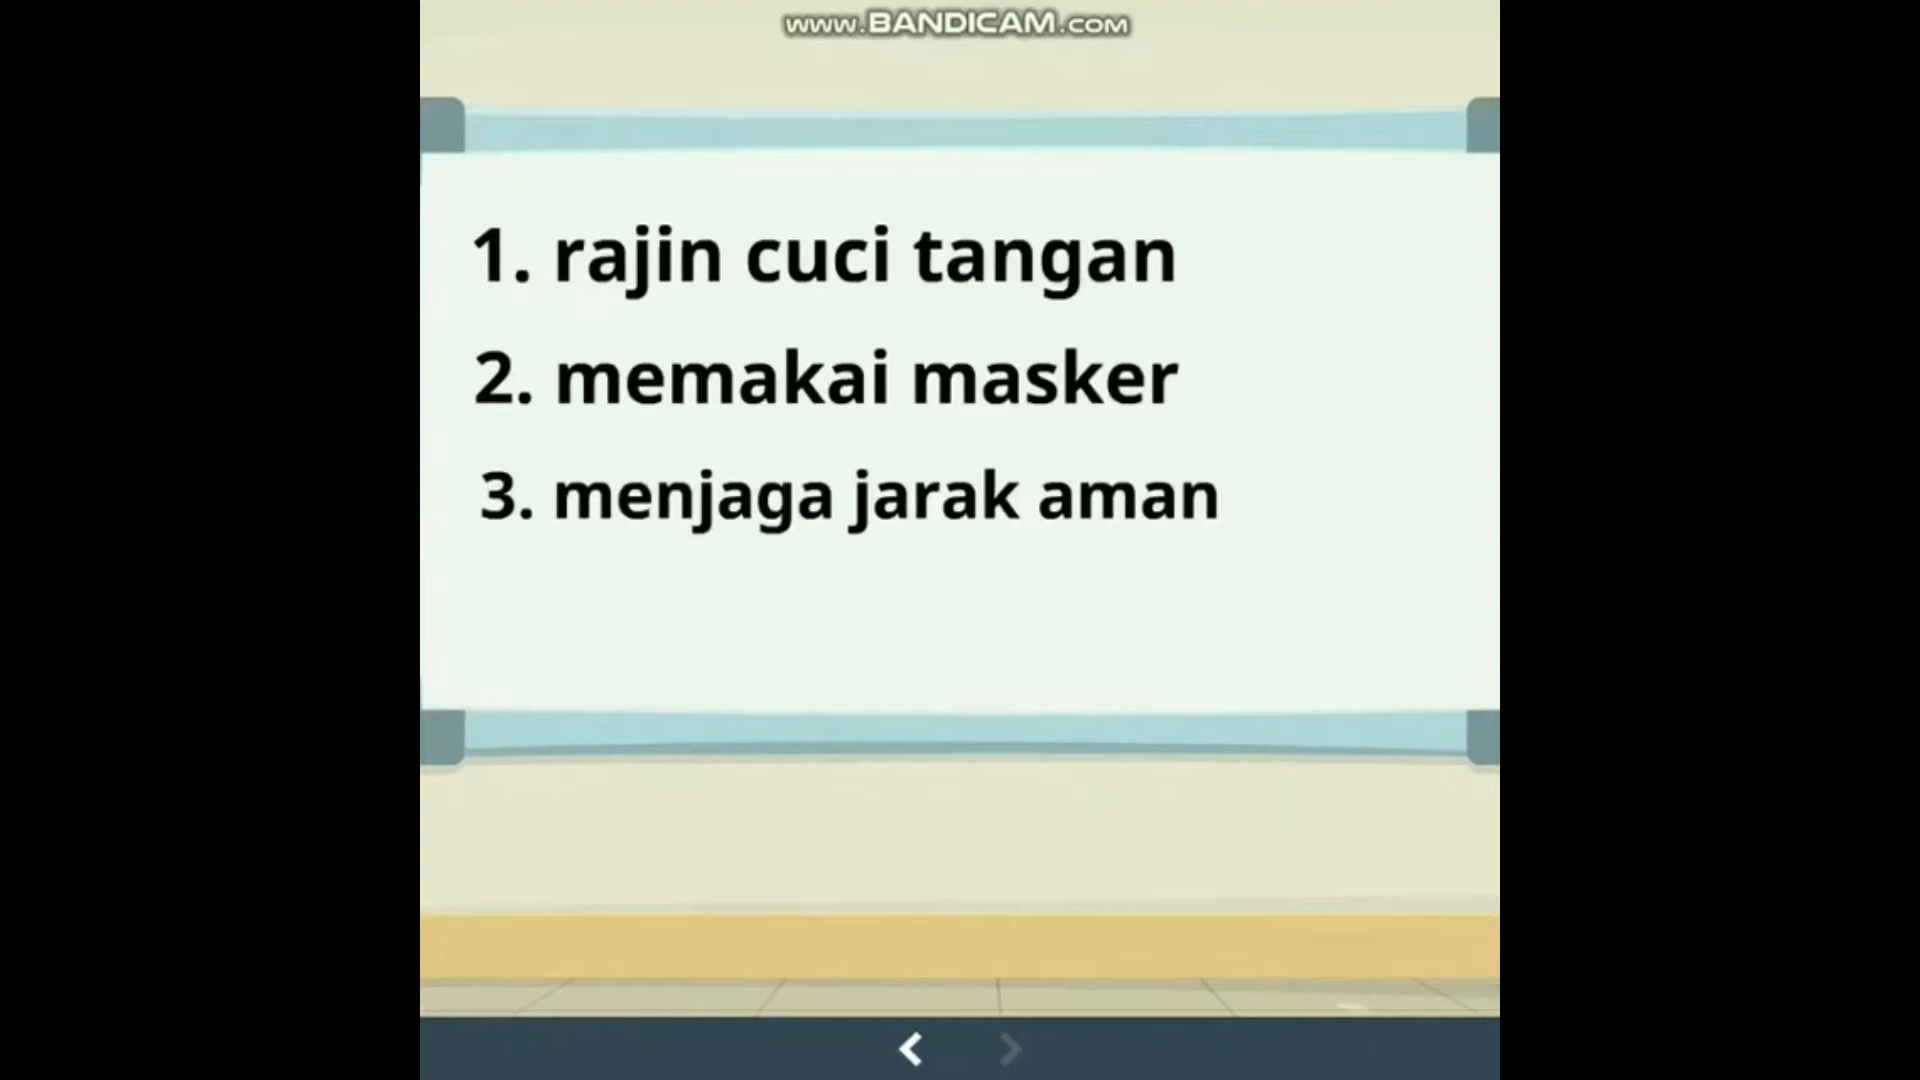 www.BANDICAM.com
1. rajin cuci tangan
2. memakai masker
3. menjaga jarak aman